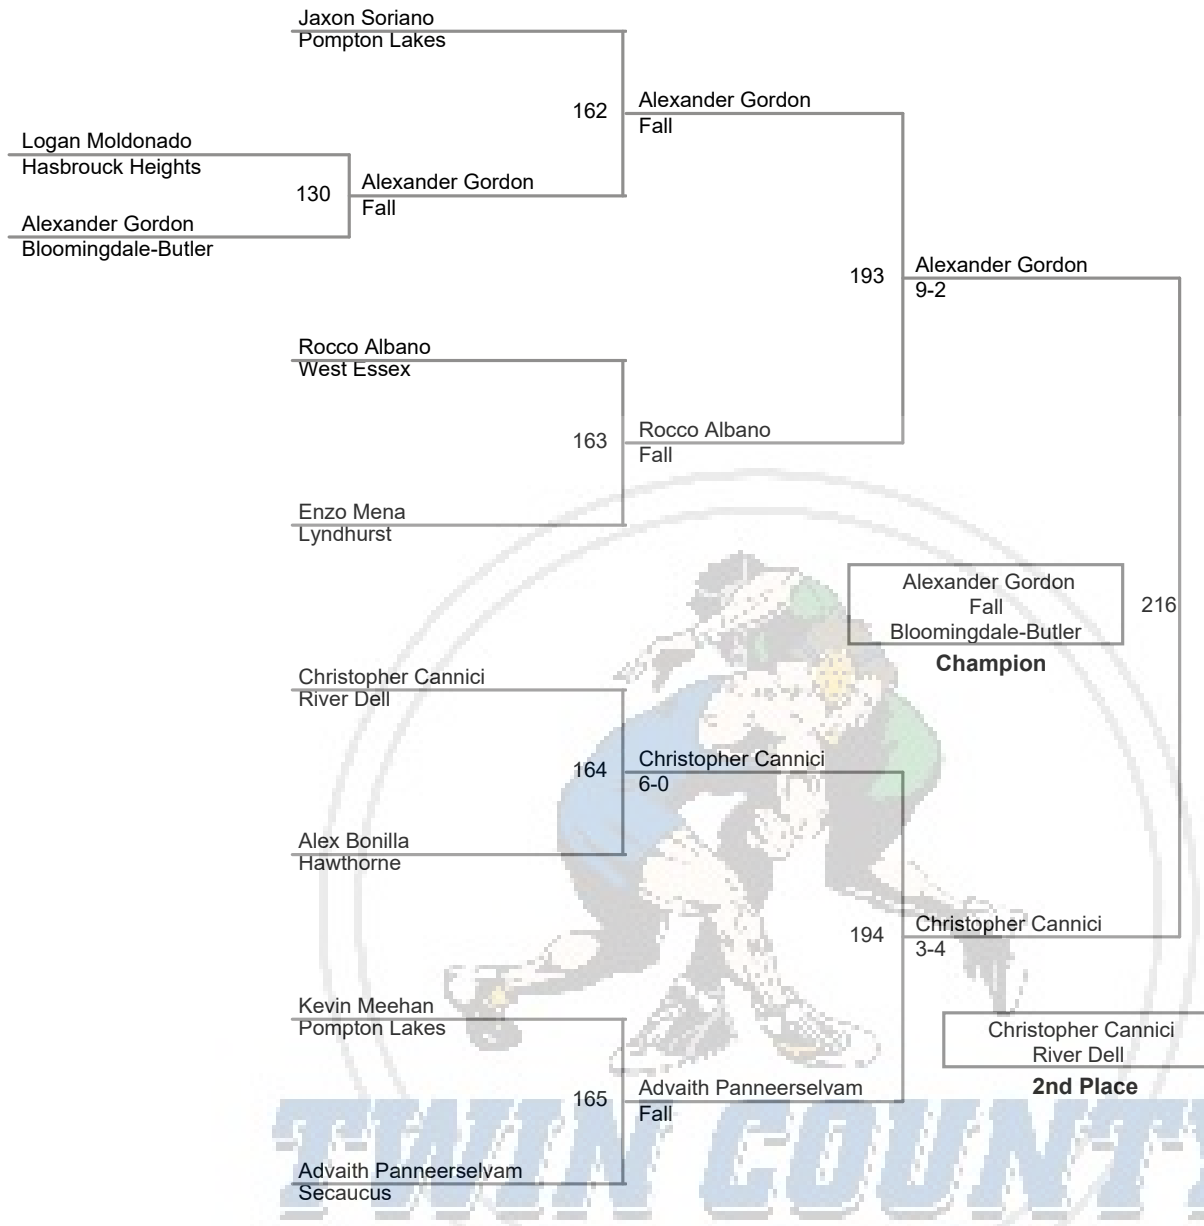 Jaxon Soriano
Pompton Lakes
162
Alexander Gordon
Fall
Logan Moldonado
Hasbrouck Heights
130
Alexander Gordon
Fall
Alexander Gordon
Bloomingdale-Butler
193
Alexander Gordon
9-2
Rocco Albano
West Essex
163
Rocco Albano
Fall
Enzo Mena
Lyndhurst
Alexander Gordon
Fall
Bloomingdale-Butler
216
Champion
Christopher Cannici
River Dell
164
Christopher Cannici
6-0
Alex Bonilla
Hawthorne
194
Christopher Cannici
3-4
Kevin Meehan
Pompton Lakes
Christopher Cannici
River Dell
2nd Place
165
Advaith Panneerselvam
Fall
Advaith Panneerselvam
Secaucus
TWIN COUNTY